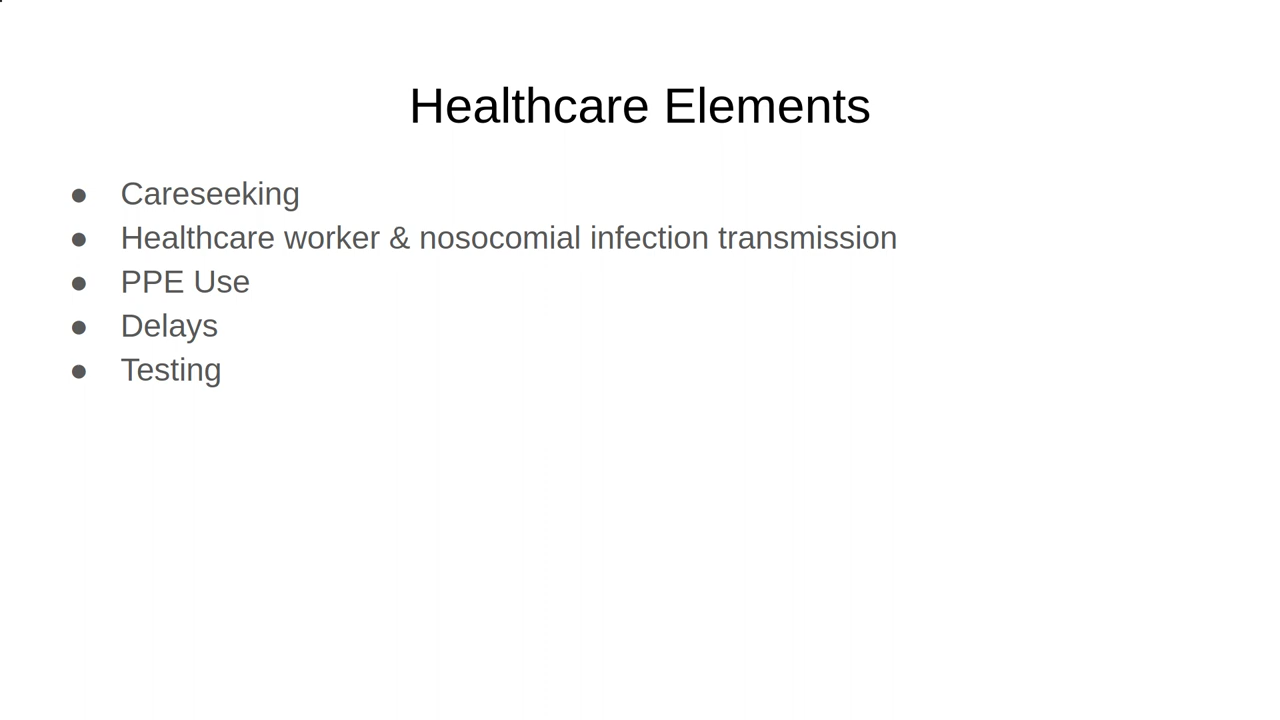 Healthcare Elements
● Careseeking
● Healthcare worker & nosocomial infection transmission
● PPE Use
● Delays
● Testing